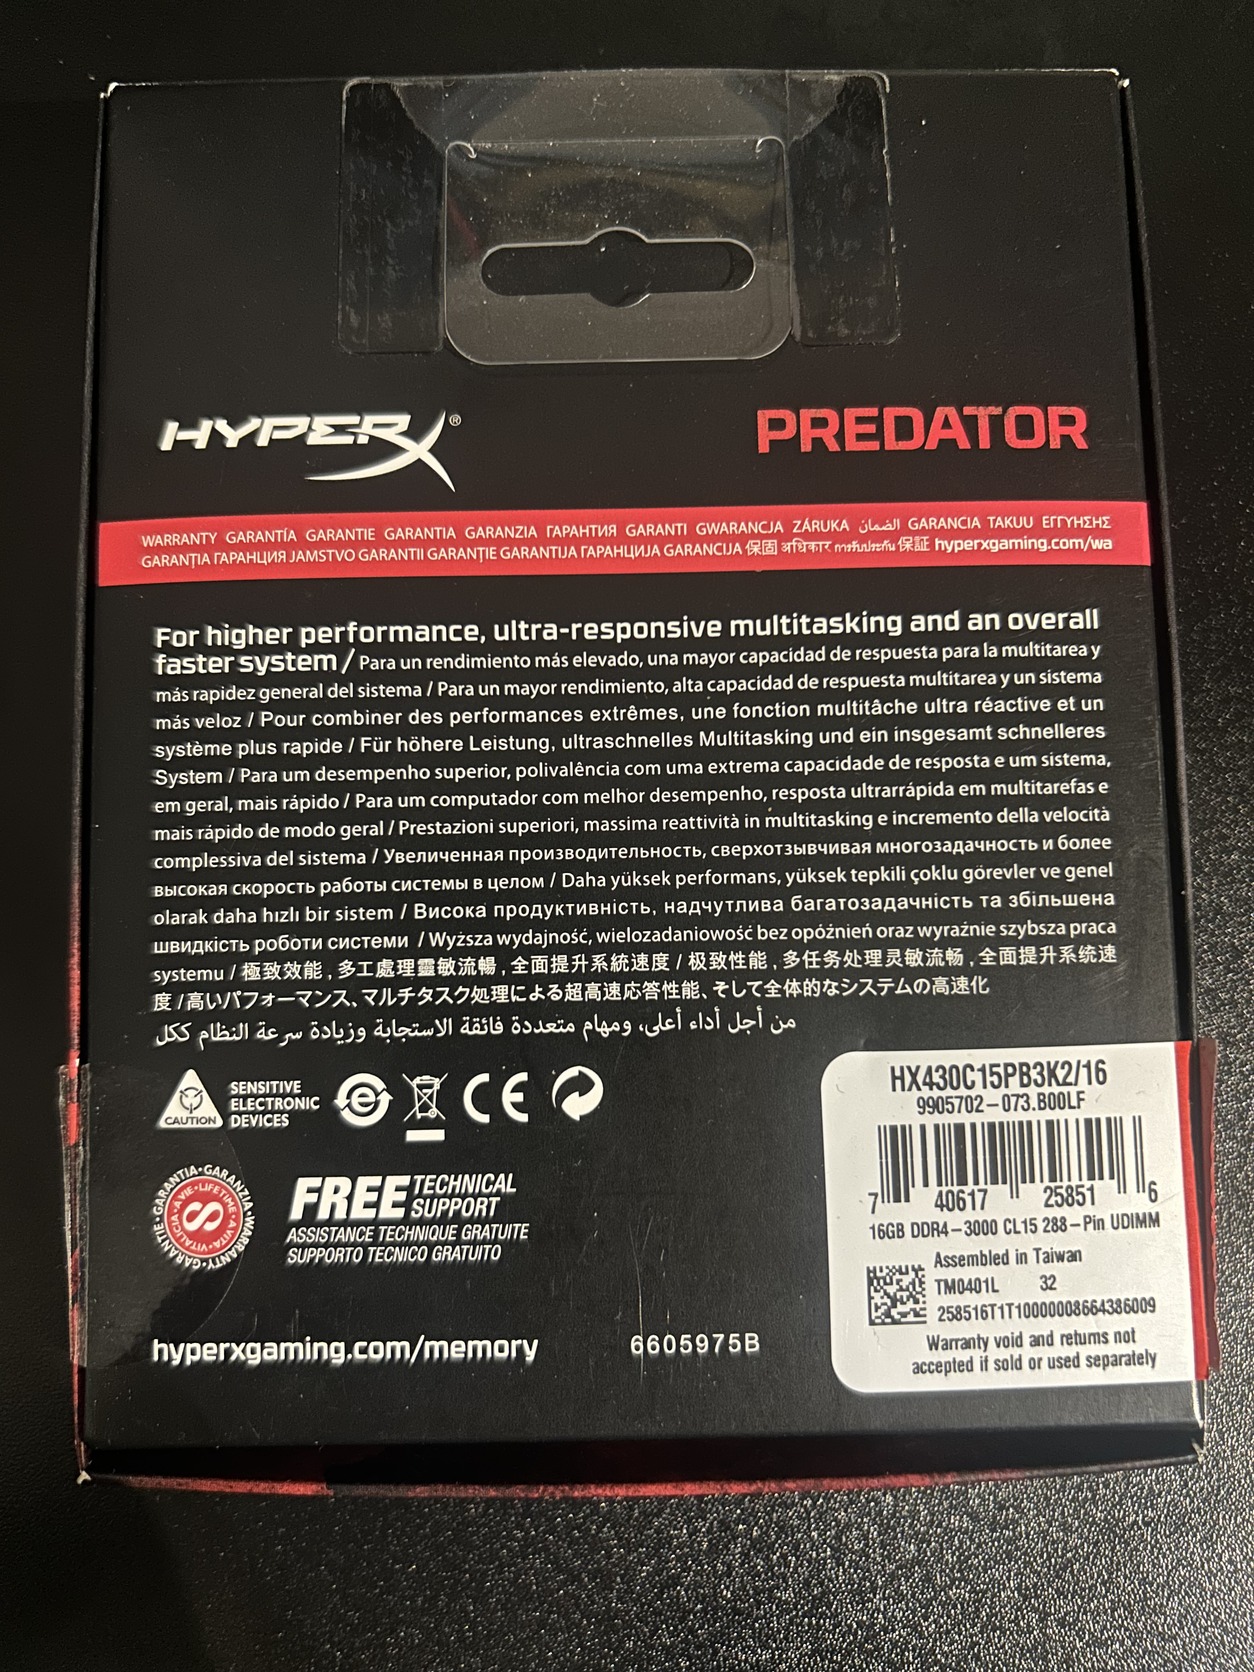 HYPERX®
PREDATOR
WARRANTY GARANTÍA GARANTIE GARANTIA GARANZIA ГАРАНТИЯ GARANTI GWARANCJA ZÁRUKA الضمان GARANCIA TAKUU ΕΓΓΥΗΣΗΣ
GARANȚIA ГАРАНЦИЯ JAMSTVO GARANTII GARANTIE GARANTIJA ГАРАНЦИЈА GARANCIJA 保固 अधिकार การรับประกัน 保証 hyperxgaming.com/wa
For higher performance, ultra-responsive multitasking and an overall
faster system / Para un rendimiento más elevado, una mayor capacidad de respuesta para la multitarea y
más rapidez general del sistema / Para un mayor rendimiento, alta capacidad de respuesta multitarea y un sistema
más veloz / Pour combiner des performances extrêmes, une fonction multitâche ultra réactive et un
système plus rapide / Für höhere Leistung, ultraschnelles Multitasking und ein insgesamt schnelleres
System / Para um desempenho superior, polivalência com uma extrema capacidade de resposta e um sistema,
em geral, mais rápido / Para um computador com melhor desempenho, resposta ultrarrápida em multitarefas e
mais rápido de modo geral / Prestazioni superiori, massima reattività in multitasking e incremento della velocità
complessiva del sistema / Увеличенная производительность, сверхотзывчивая многозадачность и более
высокая скорость работы системы в целом / Daha yüksek performans, yüksek tepkili çoklu görevler ve genel
olarak daha hızlı bir sistem / Висока продуктивність, надчутлива багатозадачність та збільшена
швидкість роботи системи / Wyższa wydajność, wielozadaniowość bez opóźnień oraz wyraźnie szybsza praca
systemu / 極致效能 , 多工處理靈敏流暢 , 全面提升系統速度 / 极致性能 , 多任务处理灵敏流畅 , 全面提升系统速
度 / 高いパフォーマンス、マルチタスク処理による超高速応答性能、そして全体的なシステムの高速化
من أجل أداء أعلى، ومهام متعددة فائقة الاستجابة وزيادة سرعة النظام ككل
CAUTION
SENSITIVE
ELECTRONIC
DEVICES
e
CE
GARANTIA • GARANZIA • WARRANTY • GARANTIE •
A VIE • LIFETIME • A VITA • VITALICIA •
FREE TECHNICAL
SUPPORT
ASSISTANCE TECHNIQUE GRATUITE
SUPPORTO TECNICO GRATUITO
hyperxgaming.com/memory
6605975B
HX430C15PB3K2/16
9905702-073.B00LF
7 40617 25851 6
16GB DDR4-3000 CL15 288-Pin UDIMM
Assembled in Taiwan
TM0401L 32
258516T1T10000008664386009
Warranty void and returns not
accepted if sold or used separately